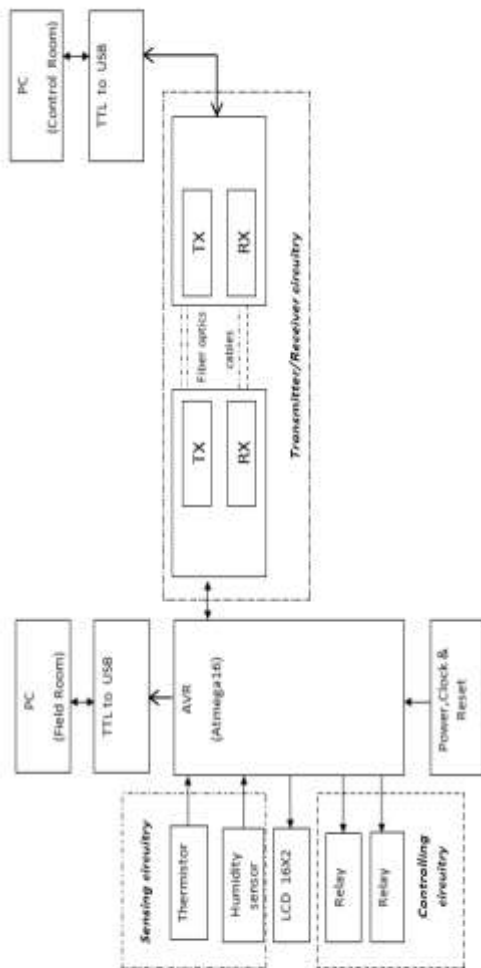 PC
(Field Room)
TTL to USB
PC
(Control Room)
TTL to USB
Sensing circuitry
Thermistor
Humidity
sensor
LCD 16X2
Relay
Relay
Controlling
circuitry
AVR
(Atmega16)
Power,Clock &
Reset
TX
RX
Fiber optics
cables
TX
RX
Transmitter/Receiver circuitry